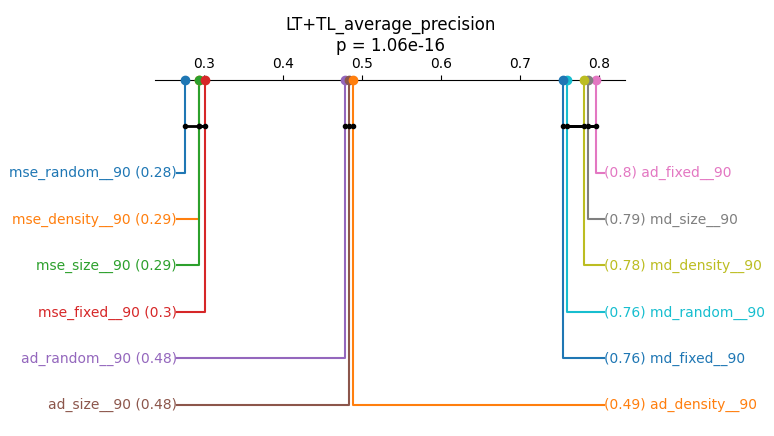 LT+TL_average_precision
p = 1.06e-16
0.3 0.4 0.5 0.6 0.7 0.8
mse_random__90 (0.28)
(0.8) ad_fixed__90
mse_density__90 (0.29)
(0.79) md_size__90
mse_size__90 (0.29)
(0.78) md_density__90
mse_fixed__90 (0.3)
(0.76) md_random__90
ad_random__90 (0.48)
(0.76) md_fixed__90
ad_size__90 (0.48)
(0.49) ad_density__90